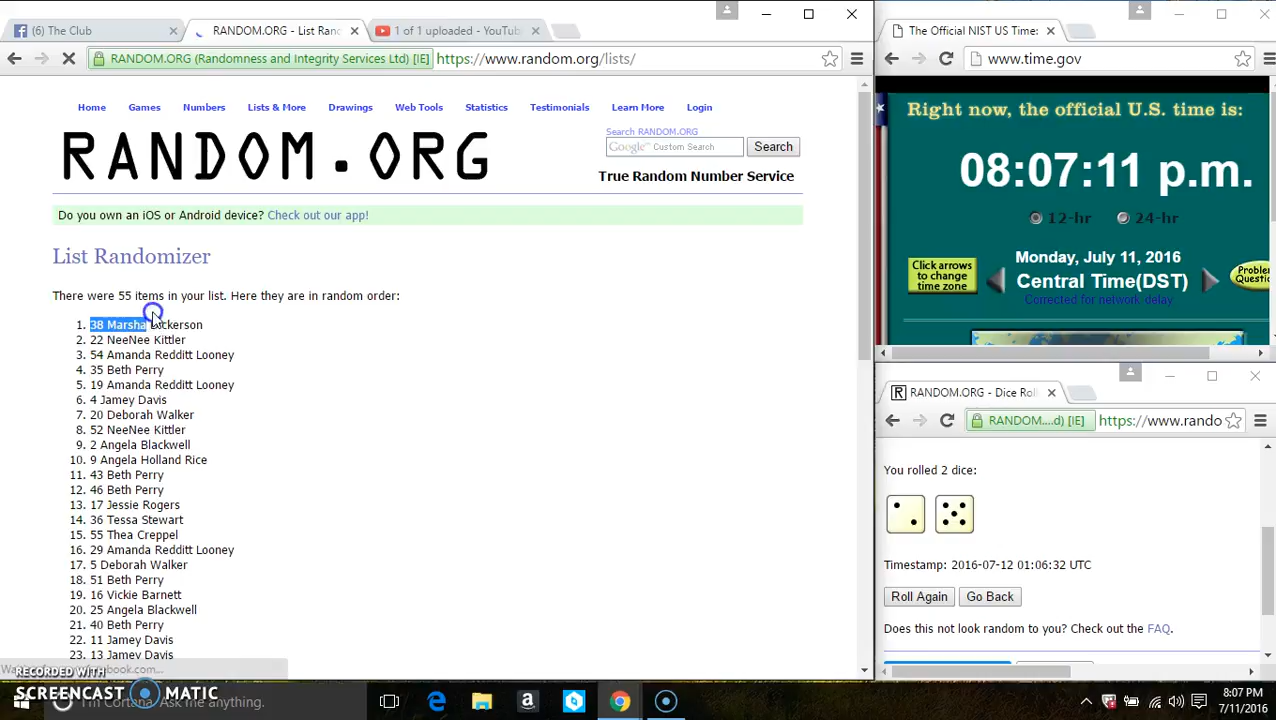 (6) The Club
RANDOM.ORG - List Ran
1 of 1 uploaded - YouTub
RANDOM.ORG (Randomness and Integrity Services Ltd) [IE]
https://www.random.org/lists/
Home Games Numbers Lists & More Drawings Web Tools Statistics Testimonials Learn More Login
RANDOM.ORG
Search RANDOM.ORG
Google™ Custom Search
Search
True Random Number Service
Do you own an iOS or Android device? Check out our app!
List Randomizer
There were 55 items in your list. Here they are in random order:
1. 38 Marsha Dickerson
2. 22 NeeNee Kittler
3. 54 Amanda Redditt Looney
4. 35 Beth Perry
5. 19 Amanda Redditt Looney
6. 4 Jamey Davis
7. 20 Deborah Walker
8. 52 NeeNee Kittler
9. 2 Angela Blackwell
10. 9 Angela Holland Rice
11. 43 Beth Perry
12. 46 Beth Perry
13. 17 Jessie Rogers
14. 36 Tessa Stewart
15. 55 Thea Creppel
16. 29 Amanda Redditt Looney
17. 5 Deborah Walker
18. 51 Beth Perry
19. 16 Vickie Barnett
20. 25 Angela Blackwell
21. 40 Beth Perry
22. 11 Jamey Davis
23. 13 Jamey Davis
RECORDED WITH
SCREENCAST MATIC
I'm Cortana. Ask me anything.
The Official NIST US Time:
www.time.gov
Right now, the official U.S. time is:
08:07:11 p.m.
12-hr 24-hr
Click arrows
to change
time zone
Monday, July 11, 2016
Central Time(DST)
Corrected for network delay
Problem
Questic
RANDOM.ORG - Dice Roll
RANDOM....d) [IE]
https://www.rando
You rolled 2 dice:
Timestamp: 2016-07-12 01:06:32 UTC
Roll Again
Go Back
Does this not look random to you? Check out the FAQ.
8:07 PM
7/11/2016